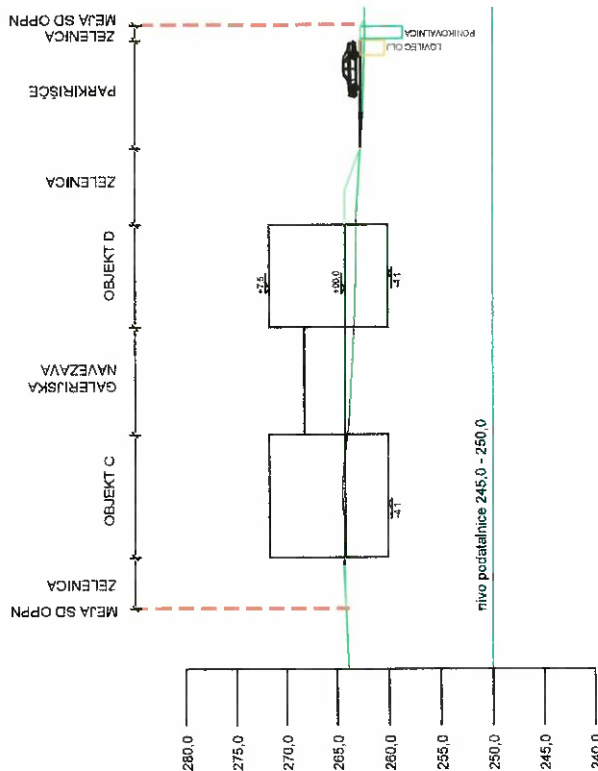 MEJA SD OPPN
ZELENICA
OBJEKT C
GALERIJSKA
NAVEZAVA
OBJEKT D
ZELENICA
PARKIRIŠČE
ZELENICA
MEJA SD OPPN
+7.5
+00,0
-4.1
-4.1
LOVILEC OLJ
PONIKOVALNICA
nivo podatalnice 245,0 - 250,0
280,0
275,0
270,0
265,0
260,0
255,0
250,0
245,0
240,0